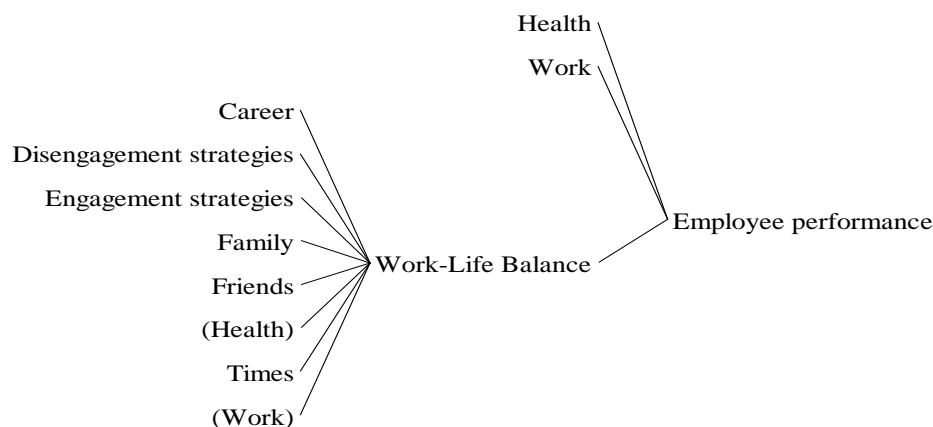 Health
Work
Career
Disengagement strategies
Engagement strategies
Employee performance
Family
Work-Life Balance
Friends
(Health)
Times
(Work)